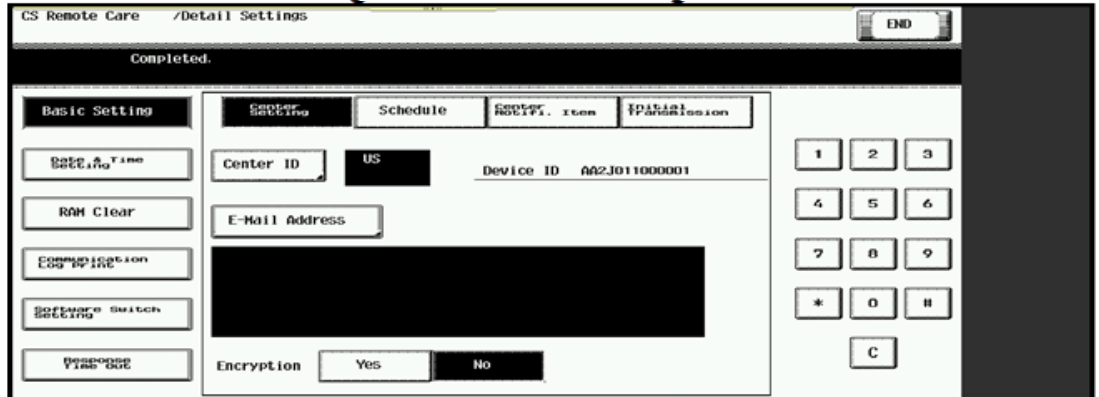 CS Remote Care /Detail Settings
END
Completed.
Basic Setting
Center Setting
Schedule
Center Notifi. Item
Initial Transmission
Date & Time Setting
Center ID
US
Device ID AA2J011000001
1 2 3
RAM Clear
E-Mail Address
4 5 6
Communication Log Print
7 8 9
Software Switch Setting
* 0 #
Response Time Out
Encryption
Yes
No
C